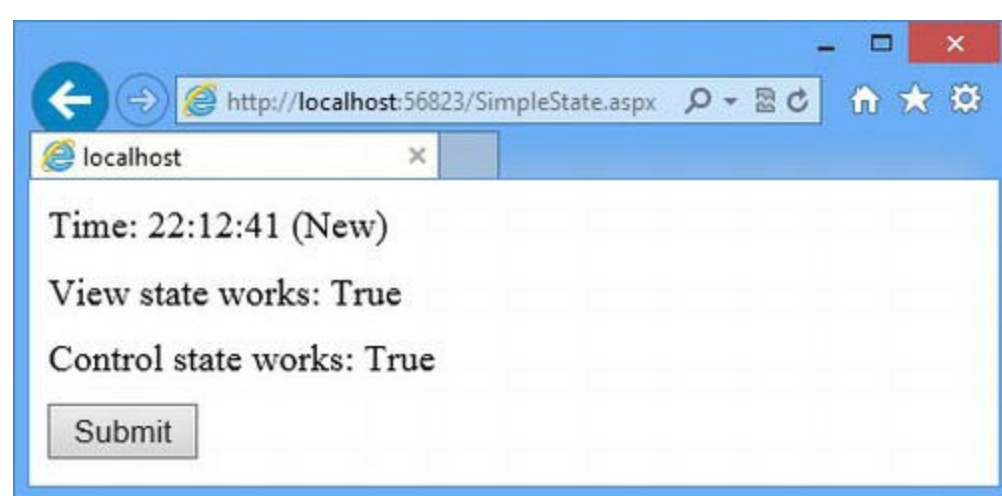 http://localhost:56823/SimpleState.aspx
localhost
Time: 22:12:41 (New)
View state works: True
Control state works: True
Submit